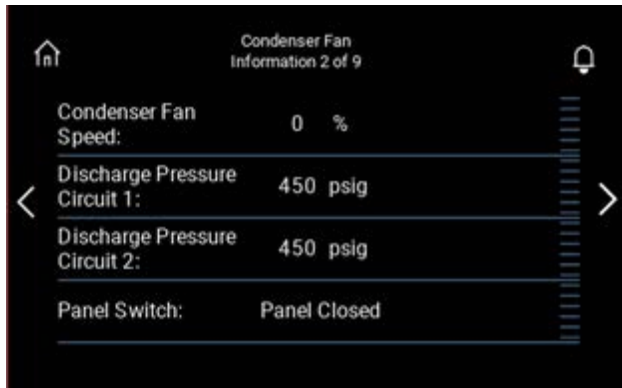 Condenser Fan
Information 2 of 9
Condenser Fan
Speed:
0 %
Discharge Pressure
Circuit 1:
450 psig
Discharge Pressure
Circuit 2:
450 psig
Panel Switch:
Panel Closed